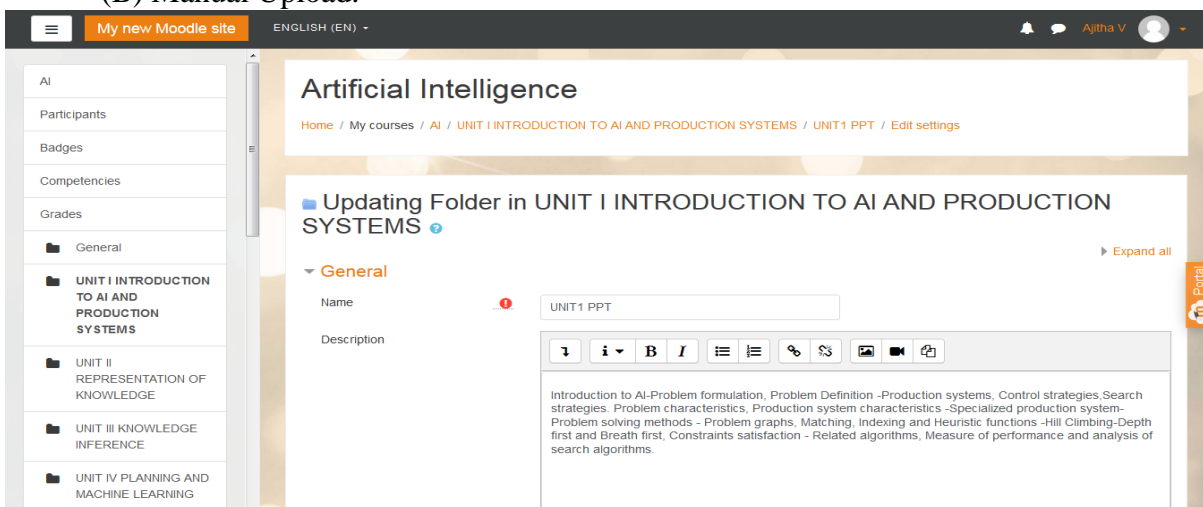 (B) Manual Upload.
My new Moodle site
ENGLISH (EN)
Ajitha V
AI
Participants
Badges
Competencies
Grades
General
UNIT I INTRODUCTION
TO AI AND
PRODUCTION
SYSTEMS
UNIT II
REPRESENTATION OF
KNOWLEDGE
UNIT III KNOWLEDGE
INFERENCE
UNIT IV PLANNING AND
MACHINE LEARNING
Artificial Intelligence
Home / My courses / AI / UNIT I INTRODUCTION TO AI AND PRODUCTION SYSTEMS / UNIT1 PPT / Edit settings
Updating Folder in UNIT I INTRODUCTION TO AI AND PRODUCTION
SYSTEMS
Expand all
General
Name
UNIT1 PPT
Description
B I
Introduction to AI-Problem formulation, Problem Definition -Production systems, Control strategies,Search
strategies. Problem characteristics, Production system characteristics -Specialized production system-
Problem solving methods - Problem graphs, Matching, Indexing and Heuristic functions -Hill Climbing-Depth
first and Breath first, Constraints satisfaction - Related algorithms, Measure of performance and analysis of
search algorithms.
Portal